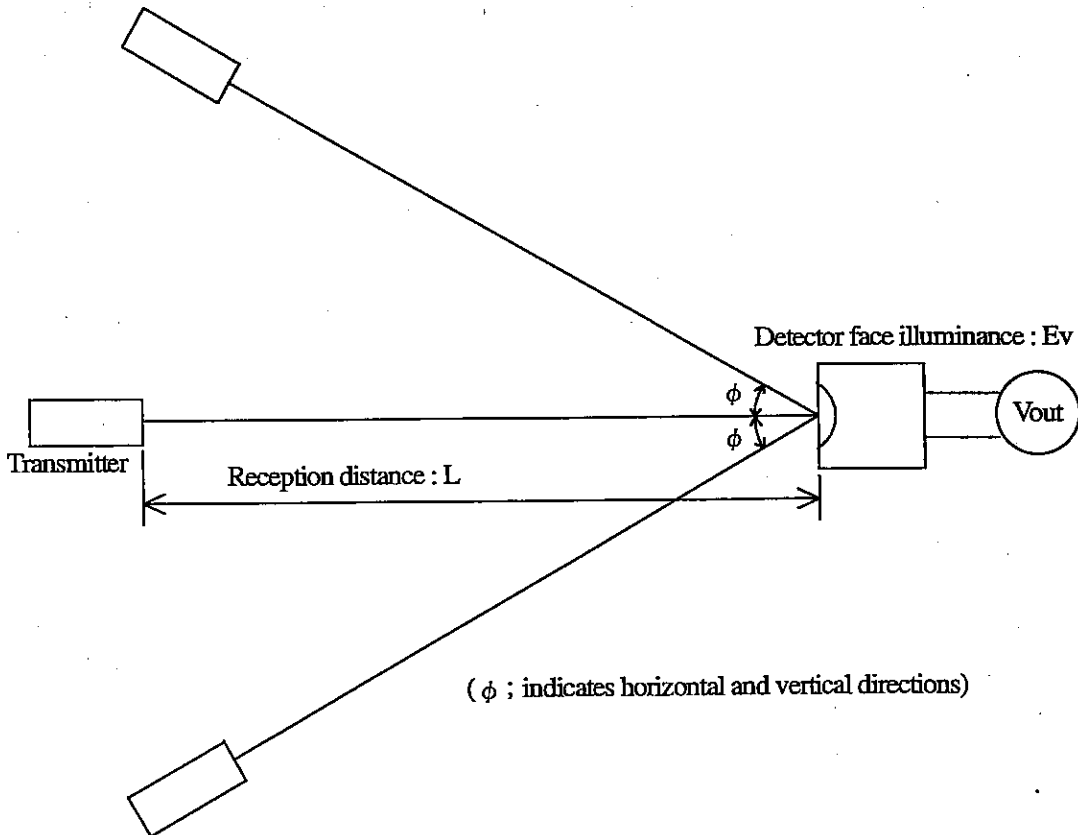 Detector face illuminance : Ev
ϕ
Vout
ϕ
Transmitter
Reception distance : L
( ϕ ; indicates horizontal and vertical directions)